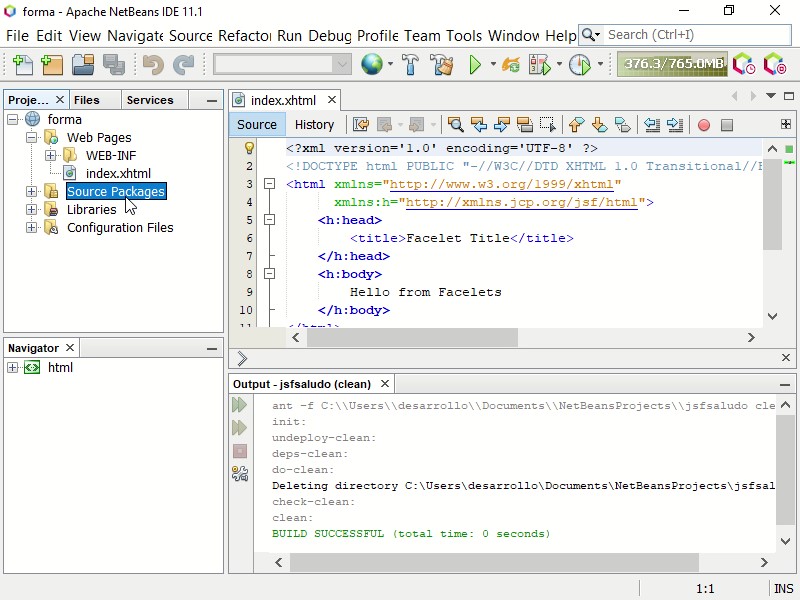 forma - Apache NetBeans IDE 11.1
File Edit View Navigate Source Refactor Run Debug Profile Team Tools Window Help Search (Ctrl+I)
376.3/765.0MB
Proje... Files Services
forma
Web Pages
WEB-INF
index.xhtml
Source Packages
Libraries
Configuration Files
Navigator
html
index.xhtml
Source History
<?xml version='1.0' encoding='UTF-8' ?>
2 <!DOCTYPE html PUBLIC "-//W3C//DTD XHTML 1.0 Transitional//
3 <html xmlns="http://www.w3.org/1999/xhtml"
4 xmlns:h="http://xmlns.jcp.org/jsf/html">
5 <h:head>
6 <title>Facelet Title</title>
7 </h:head>
8 <h:body>
9 Hello from Facelets
10 </h:body>
11 </html>
Output - jsfsaludo (clean)
ant -f C:\\Users\\desarrollo\\Documents\\NetBeansProjects\\jsfsaludo cle
init:
undeploy-clean:
deps-clean:
do-clean:
Deleting directory C:\Users\desarrollo\Documents\NetBeansProjects\jsfsal
check-clean:
clean:
BUILD SUCCESSFUL (total time: 0 seconds)
1:1 INS